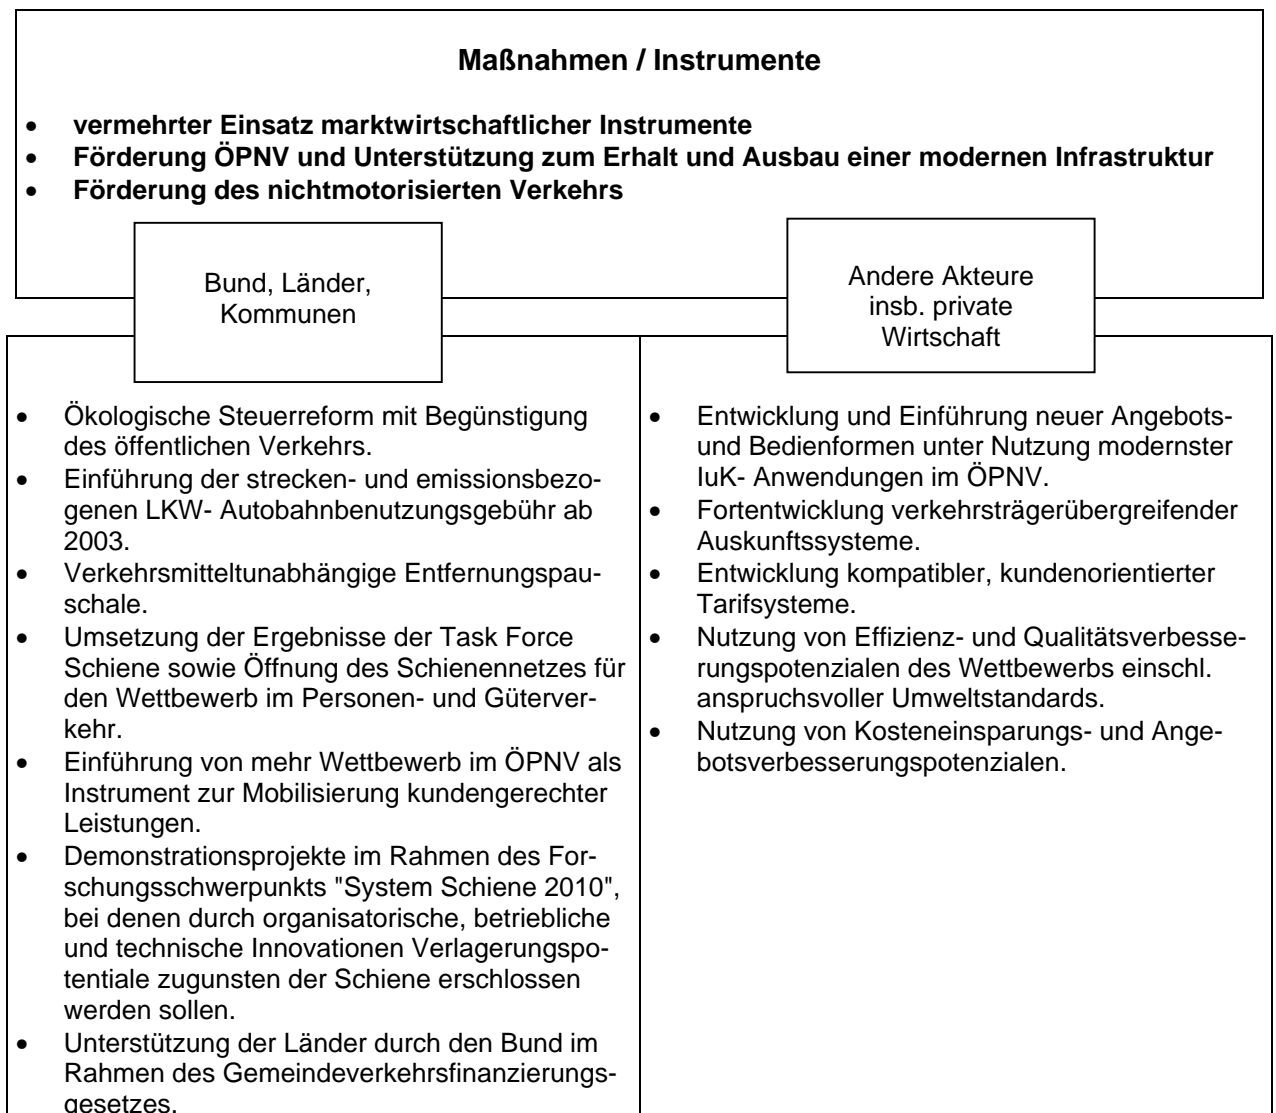 Maßnahmen / Instrumente
• vermehrter Einsatz marktwirtschaftlicher Instrumente
• Förderung ÖPNV und Unterstützung zum Erhalt und Ausbau einer modernen Infrastruktur
• Förderung des nichtmotorisierten Verkehrs
Bund, Länder,
Kommunen
• Ökologische Steuerreform mit Begünstigung
des öffentlichen Verkehrs.
• Einführung der strecken- und emissionsbezo-
genen LKW- Autobahnbenutzungsgebühr ab
2003.
• Verkehrsmitteltunabhängige Entfernungspau-
schale.
• Umsetzung der Ergebnisse der Task Force
Schiene sowie Öffnung des Schienennetzes für
den Wettbewerb im Personen- und Güterver-
kehr.
• Einführung von mehr Wettbewerb im ÖPNV als
Instrument zur Mobilisierung kundengerechter
Leistungen.
• Demonstrationsprojekte im Rahmen des For-
schungsschwerpunkts "System Schiene 2010",
bei denen durch organisatorische, betriebliche
und technische Innovationen Verlagerungspo-
tentiale zugunsten der Schiene erschlossen
werden sollen.
• Unterstützung der Länder durch den Bund im
Rahmen des Gemeindeverkehrsfinanzierungs-
gesetzes.
Andere Akteure
insb. private
Wirtschaft
• Entwicklung und Einführung neuer Angebots-
und Bedienformen unter Nutzung modernster
IuK- Anwendungen im ÖPNV.
• Fortentwicklung verkehrsträgerübergreifender
Auskunftssysteme.
• Entwicklung kompatibler, kundenorientierter
Tarifsysteme.
• Nutzung von Effizienz- und Qualitätsverbesse-
rungspotenzialen des Wettbewerbs einschl.
anspruchsvoller Umweltstandards.
• Nutzung von Kosteneinsparungs- und Ange-
botsverbesserungspotenzialen.